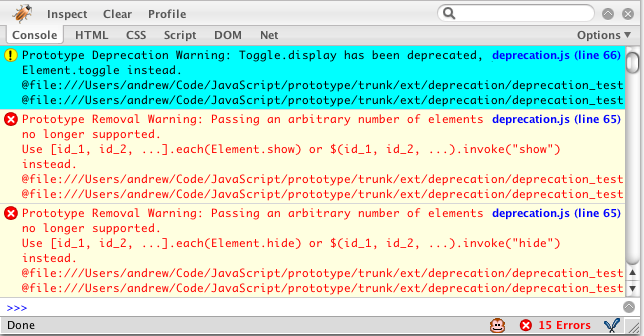 Inspect Clear Profile
Console HTML CSS Script DOM Net Options
Prototype Deprecation Warning: Toggle.display has been deprecated, deprecation.js (line 66)
Element.toggle instead.
@file:///Users/andrew/Code/JavaScript/prototype/trunk/ext/deprecation/deprecation_test
@file:///Users/andrew/Code/JavaScript/prototype/trunk/ext/deprecation/deprecation_test
Prototype Removal Warning: Passing an arbitrary number of elements deprecation.js (line 65)
no longer supported.
Use [id_1, id_2, ...].each(Element.show) or $(id_1, id_2, ...).invoke("show")
instead.
@file:///Users/andrew/Code/JavaScript/prototype/trunk/ext/deprecation/deprecation_test
@file:///Users/andrew/Code/JavaScript/prototype/trunk/ext/deprecation/deprecation_test
Prototype Removal Warning: Passing an arbitrary number of elements deprecation.js (line 65)
no longer supported.
Use [id_1, id_2, ...].each(Element.hide) or $(id_1, id_2, ...).invoke("hide")
instead.
@file:///Users/andrew/Code/JavaScript/prototype/trunk/ext/deprecation/deprecation_test
@file:///Users/andrew/Code/JavaScript/prototype/trunk/ext/deprecation/deprecation_test
>>>
Done 15 Errors